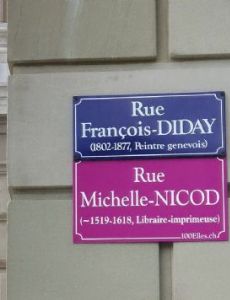 Rue
François-DIDAY
(1802-1877, Peintre genevois)
Rue
Michelle-NICOD
(~1519-1618, Libraire-imprimeuse)
100Elles.ch